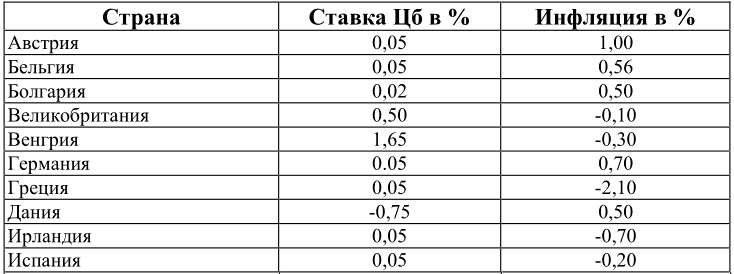 Страна Ставка Цб в % Инфляция в %
Австрия 0,05 1,00
Бельгия 0,05 0,56
Болгария 0,02 0,50
Великобритания 0,50 -0,10
Венгрия 1,65 -0,30
Германия 0.05 0,70
Греция 0,05 -2,10
Дания -0,75 0,50
Ирландия 0,05 -0,70
Испания 0,05 -0,20